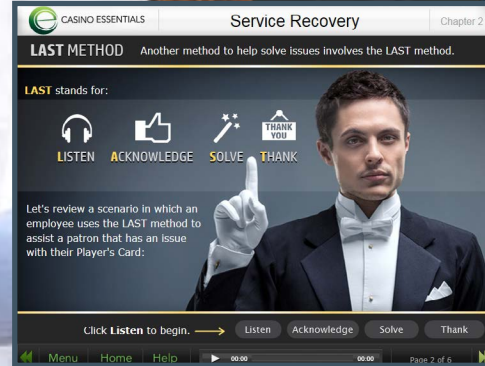 CASINO ESSENTIALS
Service Recovery
Chapter 2
LAST METHOD
Another method to help solve issues involves the LAST method.
LAST stands for:
THANK
YOU
LISTEN
ACKNOWLEDGE
SOLVE
THANK
Let's review a scenario in which an
employee uses the LAST method to
assist a patron that has an issue
with their Player's Card:
Click Listen to begin.
Listen
Acknowledge
Solve
Thank
Menu
Home
Help
00:00
00:00
Page 2 of 6